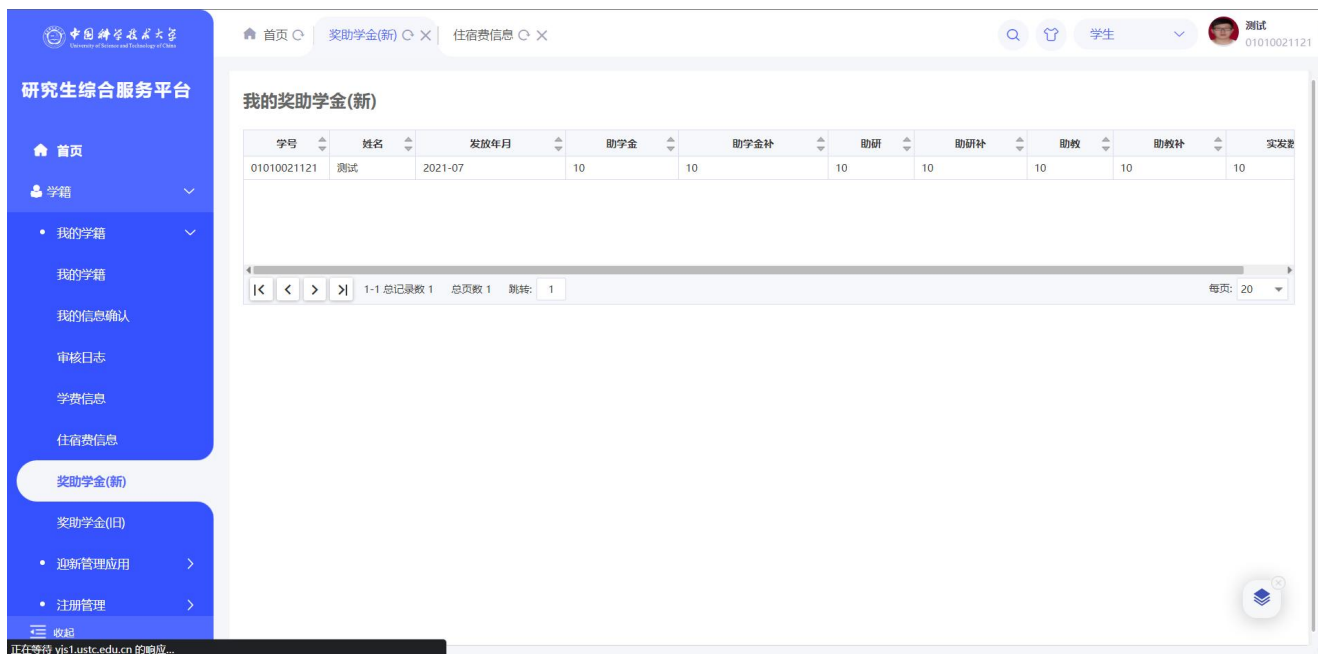 中国科学技术大学
University of Science and Technology of China
首页
奖助学金(新)
住宿费信息
学生
测试
01010021121
研究生综合服务平台
首页
学籍
我的学籍
我的学籍
我的信息确认
审核日志
学费信息
住宿费信息
奖助学金(新)
奖助学金(旧)
迎新管理应用
注册管理
收起
正在等待 yjs1.ustc.edu.cn 的响应...
我的奖助学金(新)
学号 姓名 发放年月 助学金 助学金补 助研 助研补 助教 助教补 实发数
01010021121 测试 2021-07 10 10 10 10 10 10 10
1-1 总记录数 1 总页数 1 跳转: 1 每页: 20